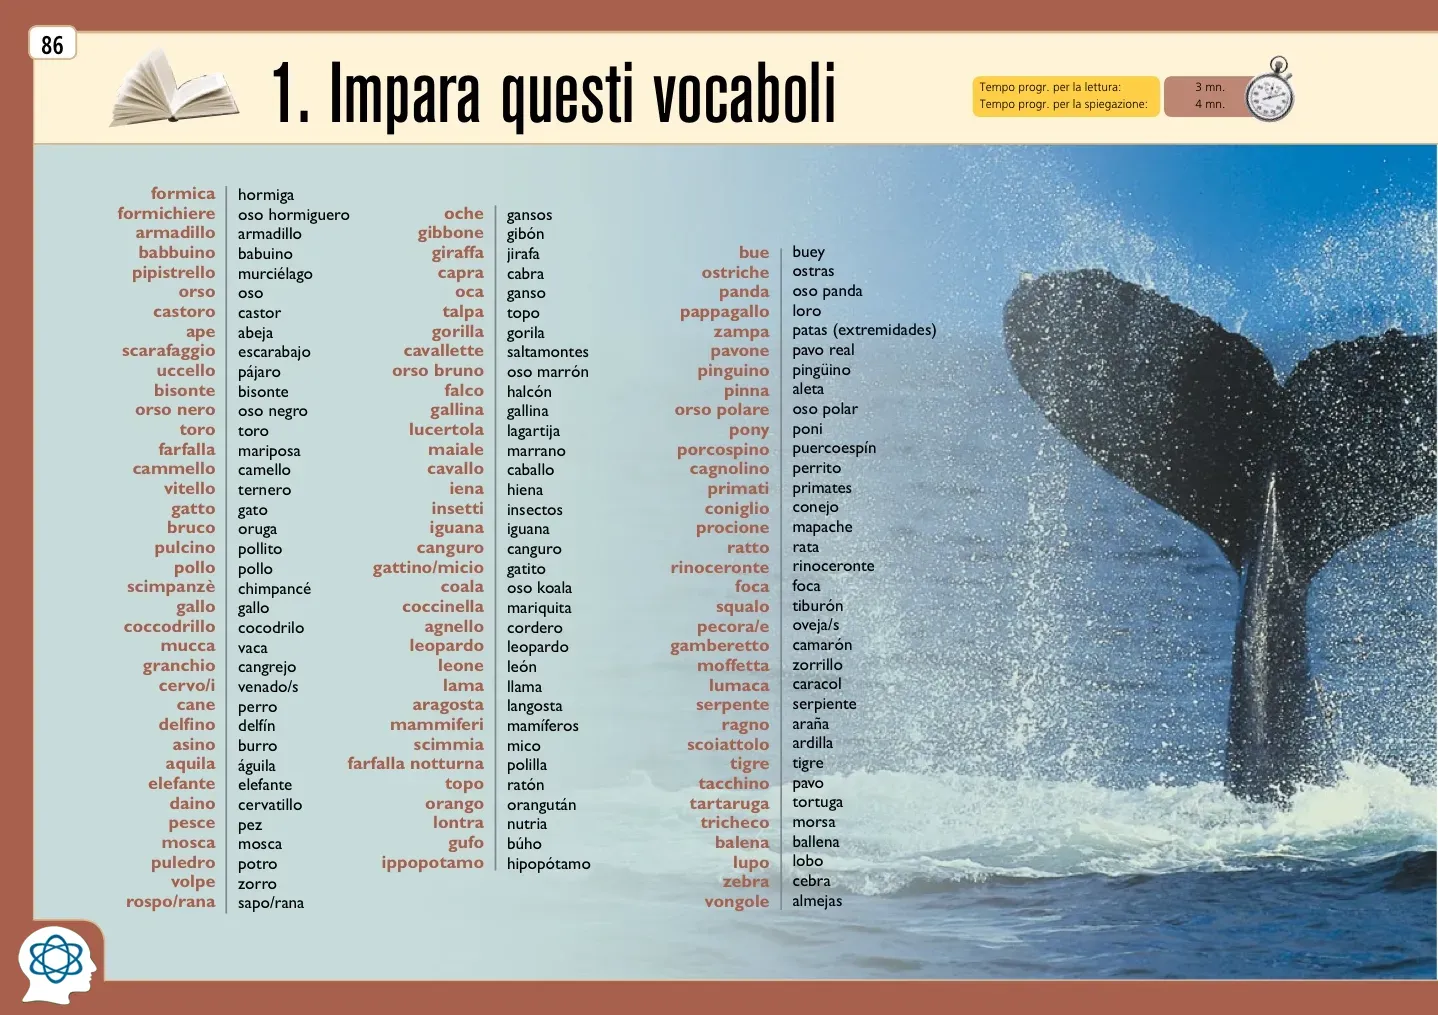 86
1. Impara questi vocaboli
Tempo progr. per la lettura: 3 mn.
Tempo progr. per la spiegazione: 4 mn.
formica hormiga
formichiere oso hormiguero
armadillo armadillo
babbuino babuino
pipistrello murciélago
orso oso
castoro castor
ape abeja
scarafaggio escarabajo
uccello pájaro
bisonte bisonte
orso nero oso negro
toro toro
farfalla mariposa
cammello camello
vitello ternero
gatto gato
bruco oruga
pulcino pollito
pollo pollo
scimpanzè chimpancé
gallo gallo
coccodrillo cocodrilo
mucca vaca
granchio cangrejo
cervo/i venado/s
cane perro
delfino delfín
asino burro
aquila águila
elefante elefante
daino cervatillo
pesce pez
mosca mosca
puledro potro
volpe zorro
rospo/rana sapo/rana
oche gansos
gibbone gibón
giraffa jirafa
capra cabra
oca ganso
talpa topo
gorilla gorila
cavallette saltamontes
orso bruno oso marrón
falco halcón
gallina gallina
lucertola lagartija
maiale marrano
cavallo caballo
iena hiena
insetti insectos
iguana iguana
canguro canguro
gattino/micio gatito
coala oso koala
coccinella mariquita
agnello cordero
leopardo leopardo
leone león
lama llama
aragosta langosta
mammiferi mamíferos
scimmia mico
farfalla notturna polilla
topo ratón
orango orangután
lontra nutria
gufo búho
ippopotamo hipopótamo
bue buey
ostriche ostras
panda oso panda
pappagallo loro
zampa patas (extremidades)
pavone pavo real
pinguino pingüino
pinna aleta
orso polare oso polar
pony poni
porcospino puercoespín
cagnolino perrito
primati primates
coniglio conejo
procione mapache
ratto rata
rinoceronte rinoceronte
foca foca
squalo tiburón
pecora/e oveja/s
gamberetto camarón
moffetta zorrillo
lumaca caracol
serpente serpiente
ragno araña
scoiattolo ardilla
tigre tigre
tacchino pavo
tartaruga tortuga
tricheco morsa
balena ballena
lupo lobo
zebra cebra
vongole almejas